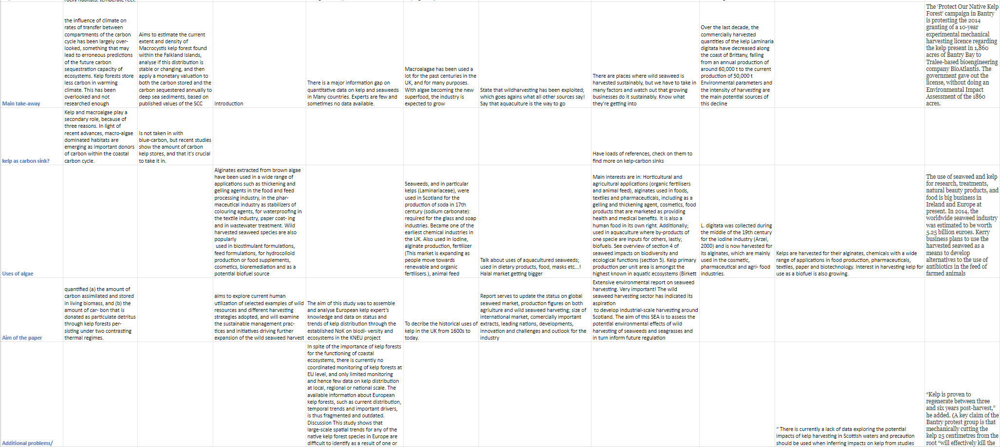 rocky habitats, temperate reef,
Main take-away
the influence of climate on
rates of transfer between
compartments of the carbon
cycle has been largely over-
looked, something that may
lead to erroneous predictions
of the future carbon
sequestration capacity of
ecosystems. Kelp forests store
less carbon in warming
climate. This has been
overlooked and not
researched enough
Aims to estimate the current
extent and density of
Macrocystis kelp forest found
within the Falkland Islands,
analyse if this distribution is
stable or changing, and then
apply a monetary valuation to
both the carbon stored and the
carbon sequestered annually to
deep sea sediments, based on
published values of the SCC
Introduction
There is a major information gap on
quantitative data on kelp and seaweeds
in Many countries. Experts are few and
sometimes no data available.
Macroalagae has been used a
lot for the past centuries in the
UK, and for many purposes.
With algae becoming the new
superfood, the industry is
expected to grow
State that wildharvesting has been exploited;
which goes agains what all other sources say!
Say that aquaculture is the way to go
There are places where wild seaweed is
harvested sustainably, but we have to take in
many factors and watch out that growing
businesses do it sustainably. Know what
they're getting into
Over the last decade, the
commercially harvested
quantities of the kelp Laminaria
digitata have decreased along
the coast of Brittany, falling
from an annual production of
around 60,000 t to the current
production of 50,000 t
Environmental parameters and
the intensity of harvesting are
the main potential sources of
this decline
The ‘Protect Our Native Kelp
Forest’ campaign in Bantry
is protesting the 2014
granting of a 10-year
experimental mechanical
harvesting licence regarding
the kelp present in 1,860
acres of Bantry Bay to
Tralee-based bioengineering
company BioAtlantis. The
government gave out the
license, without doing an
Environmental Impact
Assessment of the 1860
acres.
kelp as carbon sink?
Kelp and macroalgae play a
secondary role, because of
three reasons. In light of
recent advances, macro-algae
dominated habitats are
emerging as important donors
of carbon within the coastal
carbon cycle.
Is not taken in with
blue-carbon, but recent studies
show the amount of carbon
kelp stores, and that it's crucial
to take it in.
Have loads of references, check on them to
find more on kelp-carbon sinks
Uses of algae
Alginates extracted from brown algae
have been used in a wide range of
applications such as thickening and
gelling agents in the food and feed
processing industry, in the phar-
maceutical industry as stabilizers of
colouring agents, for waterproofing in
the textile industry, paper coat- ing
and in wastewater treatment. Wild
harvested seaweed species are also
popularly
used in biostimulant formulations,
feed formulations, for hydrocolloid
production or food supplements,
cosmetics, bioremediation and as a
potential biofuel source
Seaweeds, and in particular
kelps (Laminariaceae), were
used in Scotland for the
production of soda in 17th
century (sodium carbonate):
required for the glass and soap
industries. Became one of the
earliest chemical industries in
the UK. Also used in Iodine,
alginate production, fertilizer
(This market is expanding as
people move towards
renewable and organic
fertilisers.), animal feed
Talk about uses of aquacultured seaweeds;
used in dietary products, food, masks etc...!
Halal market getting bigger
Main interests are in: Horticultural and
agricultural applications (organic fertilisers
and animal feed), alginates used in foods,
textiles and pharmaceuticals, including as a
gelling and thickening agent, cosmetics, food
products that are marketed as providing
health and medical benefits. It is also a
human food in its own right. Additionally;
used in aquaculture where by-products of
one specie are inputs for others, lastly;
biofuels. See overview of section 4 of
seaweed impacts on biodiversity and
ecological functions (section 5). Kelp primary
production per unit area is amongst the
highest known in aquatic ecosystems (Birkett
L. digitata was collected during
the middle of the 19th century
for the iodine industry (Arzel,
2000) and is now harvested for
its alginates, which are mainly
used in the cosmetic,
pharmaceutical and agri- food
industries.
Kelps are harvested for their alginates, chemicals with a wide
range of applications in food production, pharmaceuticals,
textiles, paper and biotechnology. Interest in harvesting kelp for
use as a biofuel is also growing.
The use of seaweed and kelp
for research, treatments,
natural beauty products, and
food is big business in
Ireland and Europe at
present. In 2014, the
worldwide seaweed industry
was estimated to be worth
5.25 billion euroes. Kerry
business plans to use the
harvested seaweed as a
means to develop
alternatives to the use of
antibiotics in the feed of
farmed animals
Aim of the paper
quantified (a) the amount of
carbon assimilated and stored
in living biomass, and (b) the
amount of car- bon that is
donated as particulate detritus
through kelp forests per-
sisting under two contrasting
thermal regimes.
aims to explore current human
utilization of selected examples of wild
resources and different harvesting
strategies adopted, and will examine
the sustainable management prac-
tices and initiatives driving further
expansion of the wild seaweed harvest
The aim of this study was to assemble
and analyse European kelp expert’s
knowledge and data on status and
trends of kelp distribution through the
established NoK on biodi- versity and
ecosystems in the KNEU project
To decribe the historical uses of
kelp in the UK from 1600s to
today.
Report serves to update the status on global
seaweed market, production figures on both
agriulture and wild seaweed harveting; size of
international market, comercially important
extracts, leading nations, developments,
innovation and challenges and outlook for the
industry
Extensive environmental report on seaweed
harvesting. Very important! The wild
seaweed harvesting sector has indicated its
aspiration
to develop industrial-scale harvesting around
Scotland. The aim of this SEA is to assess the
potential environmental effects of wild
harvesting of seaweeds and seagrasses and
in turn inform future regulation
Additional problems/
In spite of the importance of kelp forests
for the functioning of coastal
ecosystems, there is currently no
coordinated monitoring of kelp forests at
EU level, and only limited monitoring
and hence few data on kelp distribution
at local, regional or national scale. The
available information about European
kelp forests, such as current distribution,
temporal trends and important drivers,
is thus fragmented and outdated.
Discussion This study shows that
large-scale spatial trends for any of the
native kelp forest species in Europe are
difficult to identify as a result of one or
“ There is currently a lack of data exploring the potential
impacts of kelp harvesting in Scottish waters and precaution
should be used when inferring impacts on kelp from studies
“Kelp is proven to
regenerate between three
and six years post-harvest,”
he added. (A key claim of the
Bantry protest group is that
mechanically cutting the
kelp 25 centimetres from the
root “will effectively kill the